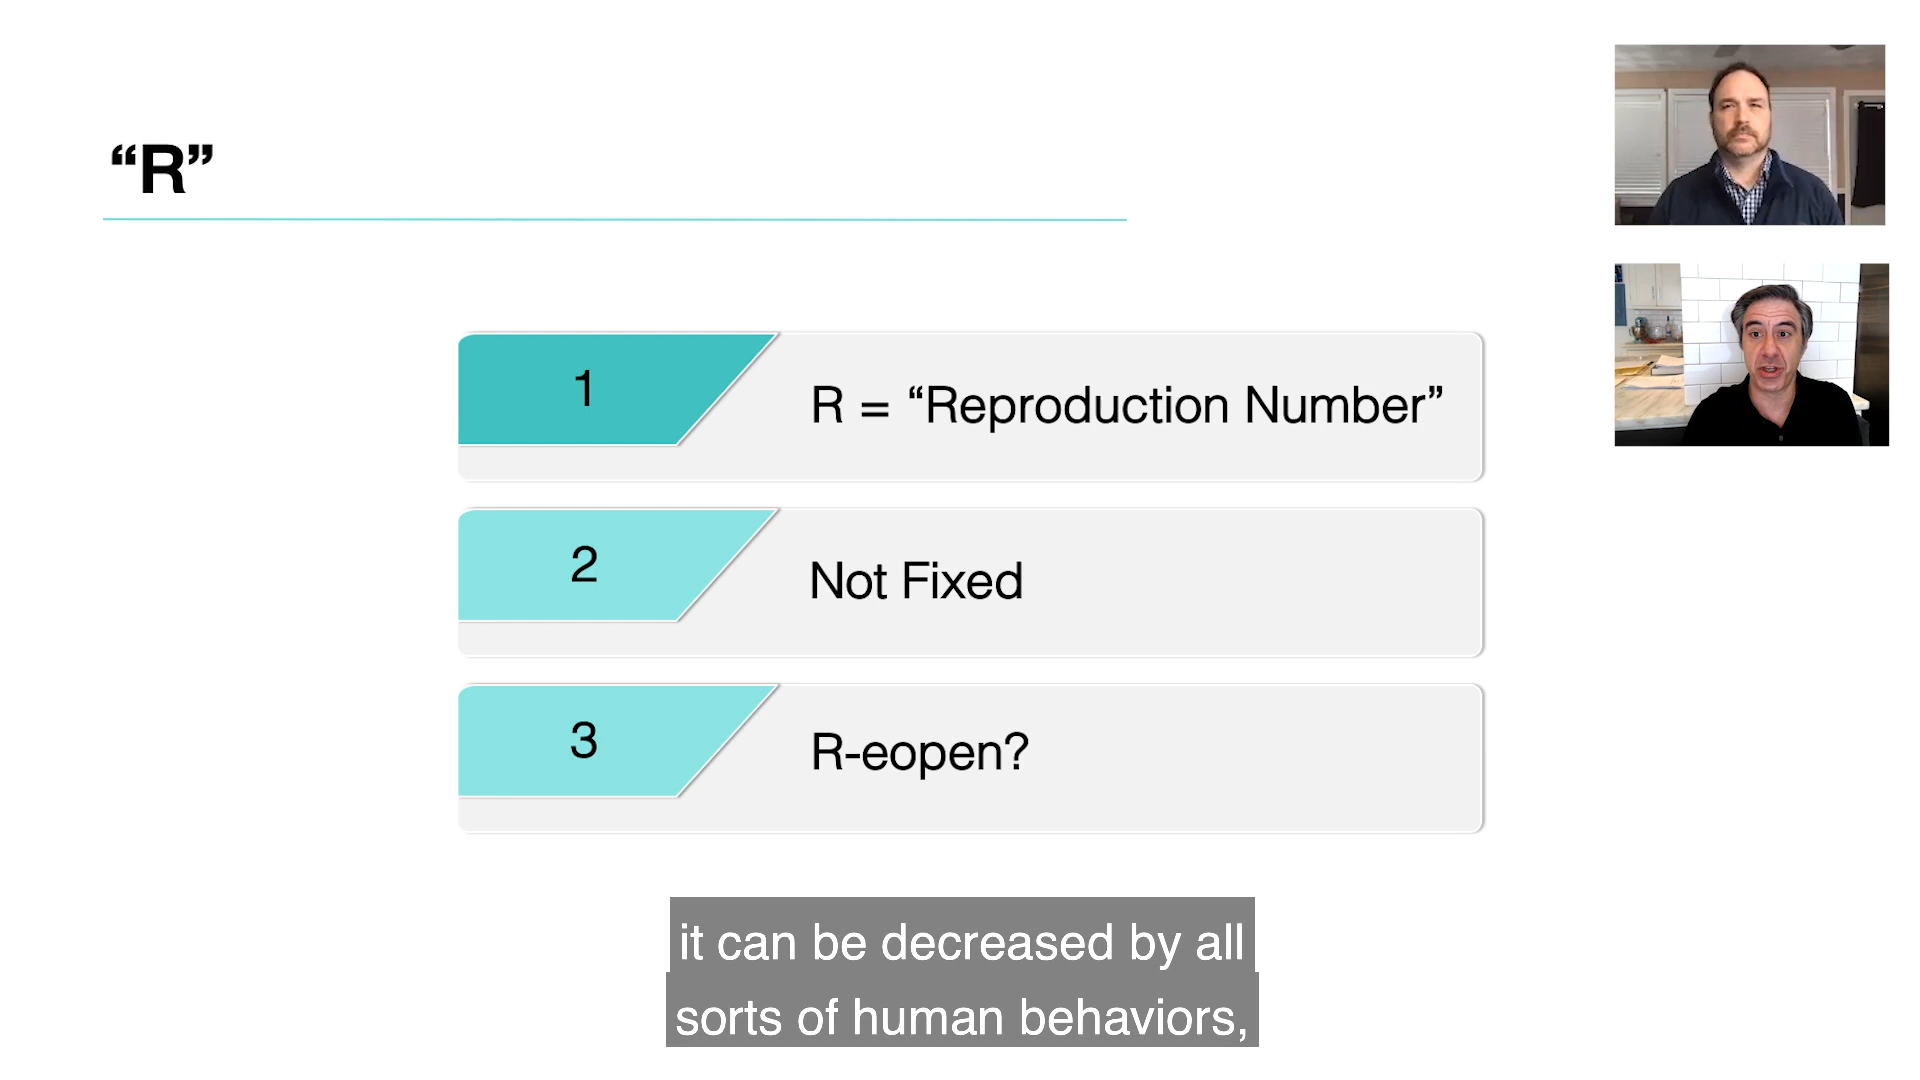 “R”
1
R = “Reproduction Number”
2
Not Fixed
3
R-eopen?
it can be decreased by all
sorts of human behaviors,